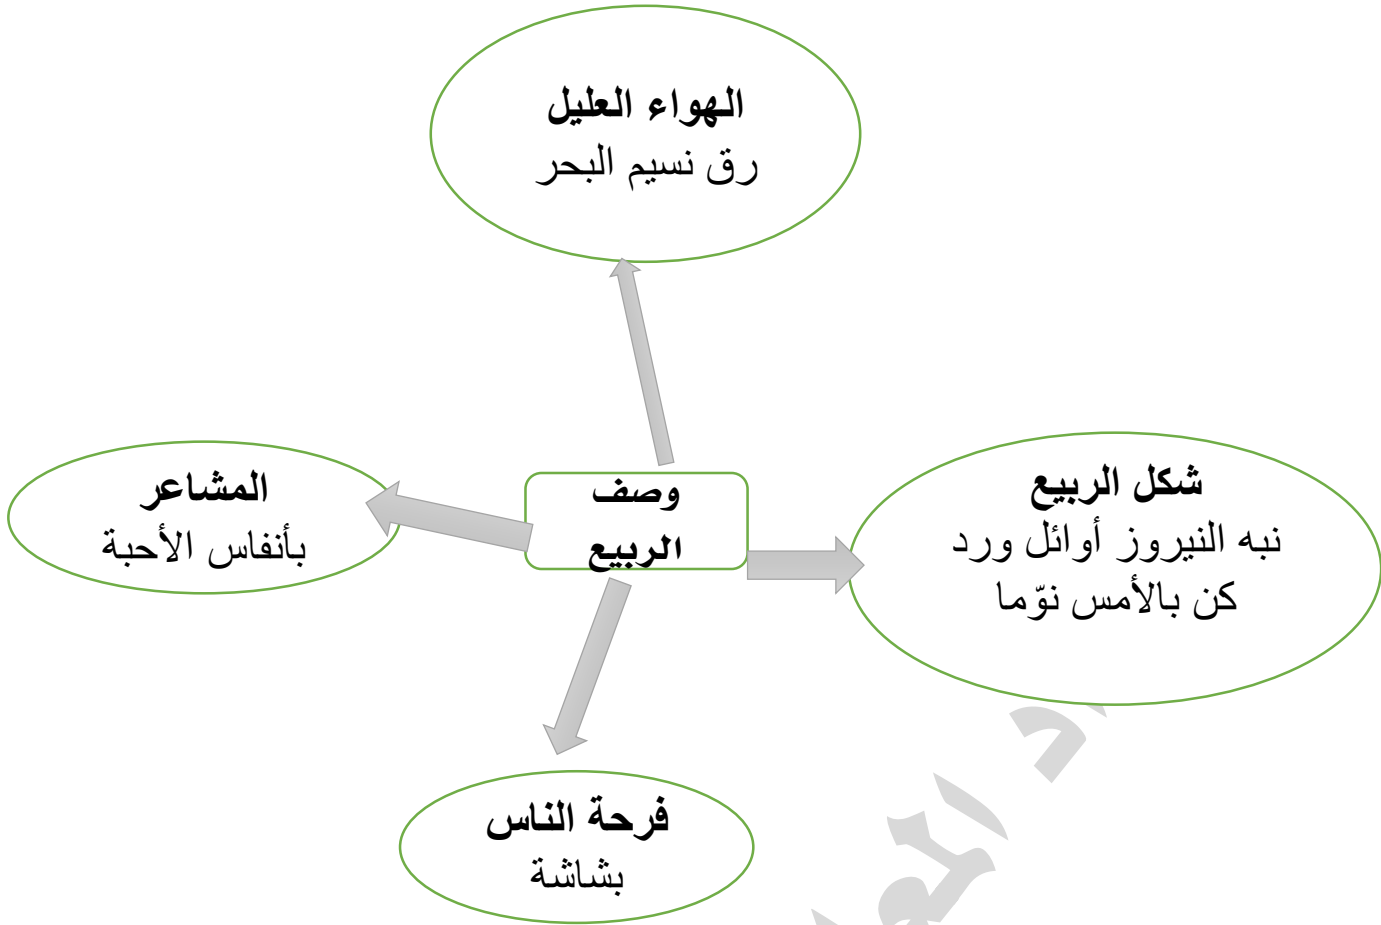 الهواء العليل
رق نسيم البحر
شكل الربيع
نبه النيروز أوائل ورد
كن بالأمس نوّما
وصف
الربيع
المشاعر
بأنفاس الأحبة
فرحة الناس
بشاشة